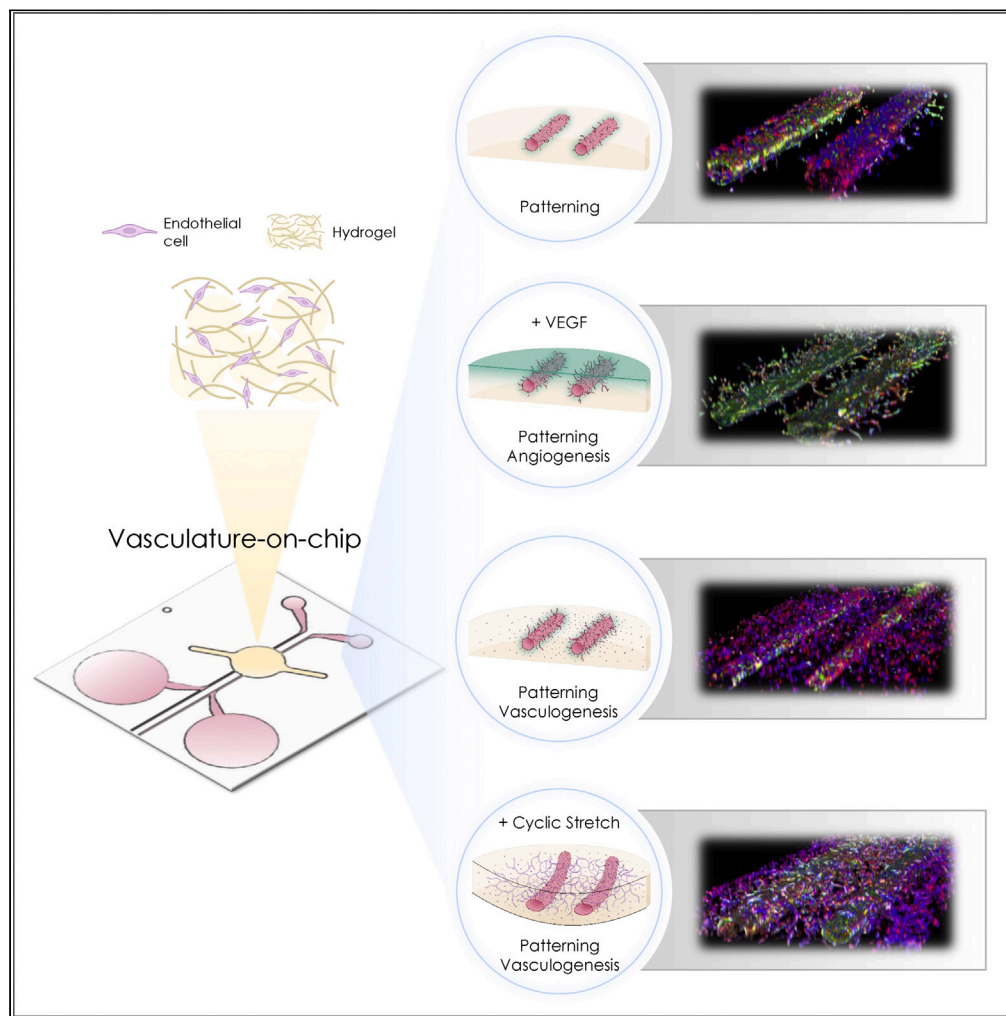 Endothelial
cell
Hydrogel
Vasculature-on-chip
Patterning
+ VEGF
Patterning
Angiogenesis
Patterning
Vasculogenesis
+ Cyclic Stretch
Patterning
Vasculogenesis